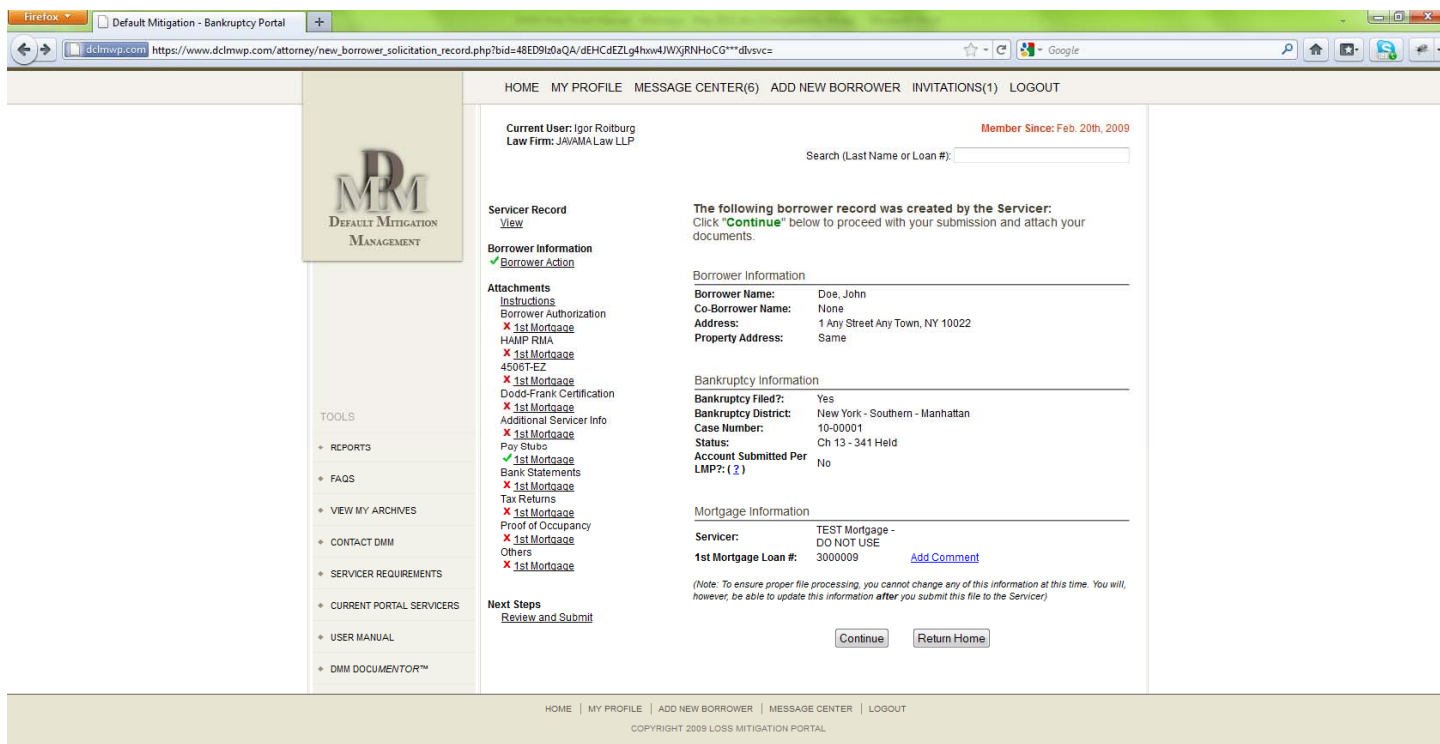 Firefox
Default Mitigation - Bankruptcy Portal
+
dclmwp.com https://www.dclmwp.com/attorney/new_borrower_solicitation_record.php?bid=48ED9Iz0aQA/dEHCdEZLg4hxw4JWXjRNHoCG***dIvsvc=
Google
HOME MY PROFILE MESSAGE CENTER(6) ADD NEW BORROWER INVITATIONS(1) LOGOUT
Current User: Igor Roitburg
Law Firm: JAVAMA Law LLP
Member Since: Feb. 20th, 2009
Search (Last Name or Loan #):
DMM
DEFAULT MITIGATION
MANAGEMENT
TOOLS
REPORTS
FAQS
VIEW MY ARCHIVES
CONTACT DMM
SERVICER REQUIREMENTS
CURRENT PORTAL SERVICERS
USER MANUAL
DMM DOCUMENTOR™
Servicer Record
View
Borrower Information
Borrower Action
Attachments
Instructions
Borrower Authorization
X 1st Mortgage
HAMP RMA
X 1st Mortgage
4506T-EZ
X 1st Mortgage
Dodd-Frank Certification
X 1st Mortgage
Additional Servicer Info
X 1st Mortgage
Pay Stubs
1st Mortgage
Bank Statements
X 1st Mortgage
Tax Returns
X 1st Mortgage
Proof of Occupancy
X 1st Mortgage
Others
X 1st Mortgage
Next Steps
Review and Submit
The following borrower record was created by the Servicer:
Click "Continue" below to proceed with your submission and attach your
documents.
Borrower Information
Borrower Name: Doe, John
Co-Borrower Name: None
Address: 1 Any Street Any Town, NY 10022
Property Address: Same
Bankruptcy Information
Bankruptcy Filed?: Yes
Bankruptcy District: New York - Southern - Manhattan
Case Number: 10-00001
Status: Ch 13 - 341 Held
Account Submitted Per
LMP?: ( ? ) No
Mortgage Information
Servicer: TEST Mortgage -
DO NOT USE
1st Mortgage Loan #: 3000009 Add Comment
(Note: To ensure proper file processing, you cannot change any of this information at this time. You will,
however, be able to update this information after you submit this file to the Servicer)
Continue Return Home
HOME | MY PROFILE | ADD NEW BORROWER | MESSAGE CENTER | LOGOUT
COPYRIGHT 2009 LOSS MITIGATION PORTAL